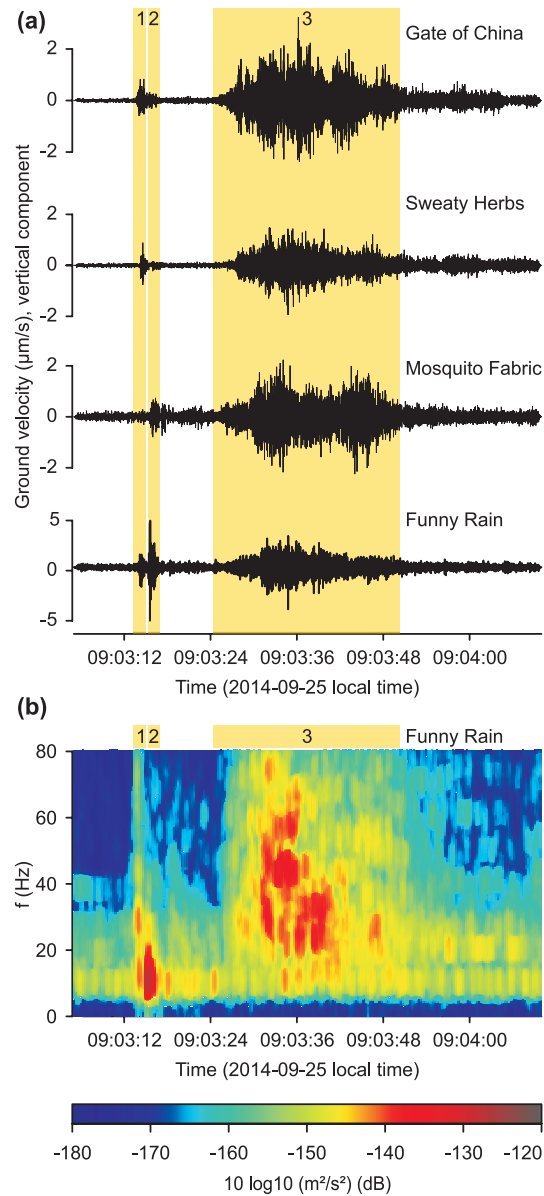 (a)
1 2 3
Gate of China
2
0
-2
Sweaty Herbs
2
0
-2
Mosquito Fabric
2
0
-2
Funny Rain
5
0
-5
Ground velocity (µm/s), vertical component
09:03:12 09:03:24 09:03:36 09:03:48 09:04:00
Time (2014-09-25 local time)
(b)
1 2 3 Funny Rain
80
60
40
20
0
f (Hz)
09:03:12 09:03:24 09:03:36 09:03:48 09:04:00
Time (2014-09-25 local time)
-180 -170 -160 -150 -140 -130 -120
10 log10 (m²/s²) (dB)